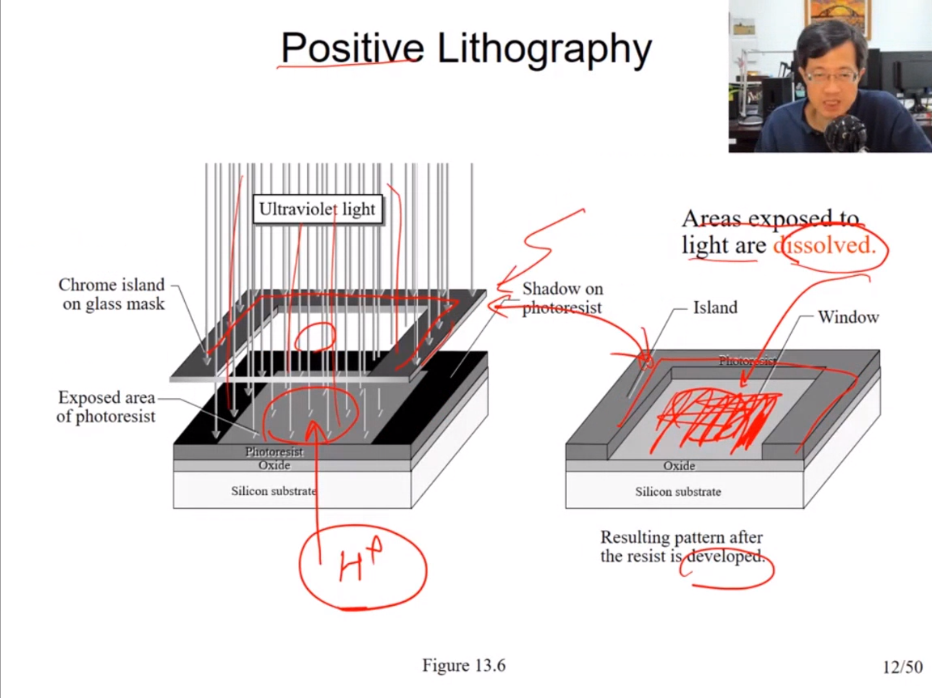 Positive Lithography
Ultraviolet light
Areas exposed to
light are dissolved.
Chrome island
on glass mask
Shadow on
photoresist
Island
Window
Photoresist
Exposed area
of photoresist
Photoresist
Oxide
Silicon substrate
Oxide
Silicon substrate
Resulting pattern after
the resist is developed.
H+
Figure 13.6
12/50